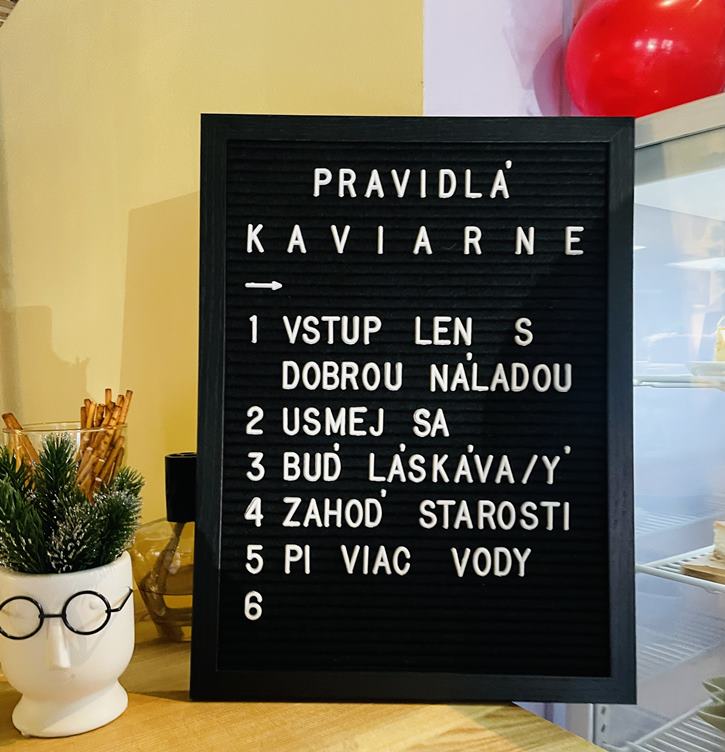 PRAVIDLÁ
KAVIARNE
→
1 VSTUP LEN S
DOBROU NÁLADOU
2 USMEJ SA
3 BUĎ LÁSKÁVA/Ý
4 ZAHOĎ STAROSTI
5 PI VIAC VODY
6